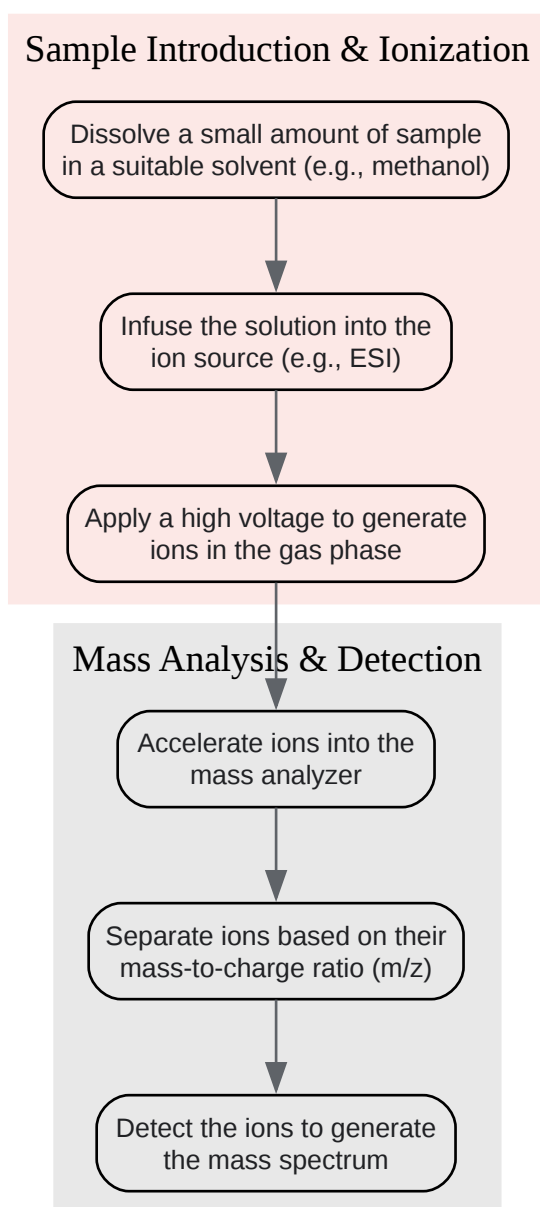 Sample Introduction & Ionization
Dissolve a small amount of sample
in a suitable solvent (e.g., methanol)
Infuse the solution into the
ion source (e.g., ESI)
Apply a high voltage to generate
ions in the gas phase
Mass Analysis & Detection
Accelerate ions into the
mass analyzer
Separate ions based on their
mass-to-charge ratio (m/z)
Detect the ions to generate
the mass spectrum